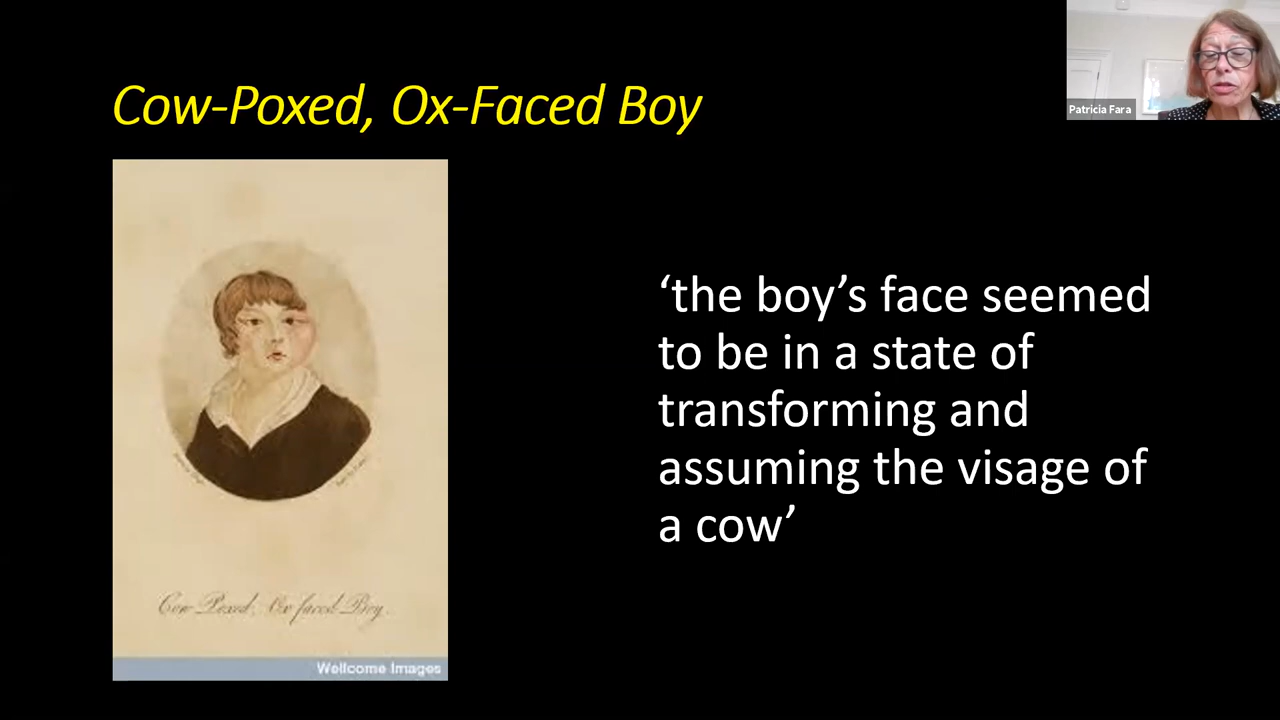 Cow-Poxed, Ox-Faced Boy
Patricia Fara
‘the boy’s face seemed
to be in a state of
transforming and
assuming the visage of
a cow’
Cow Poxed, Ox faced Boy.
Wellcome Images